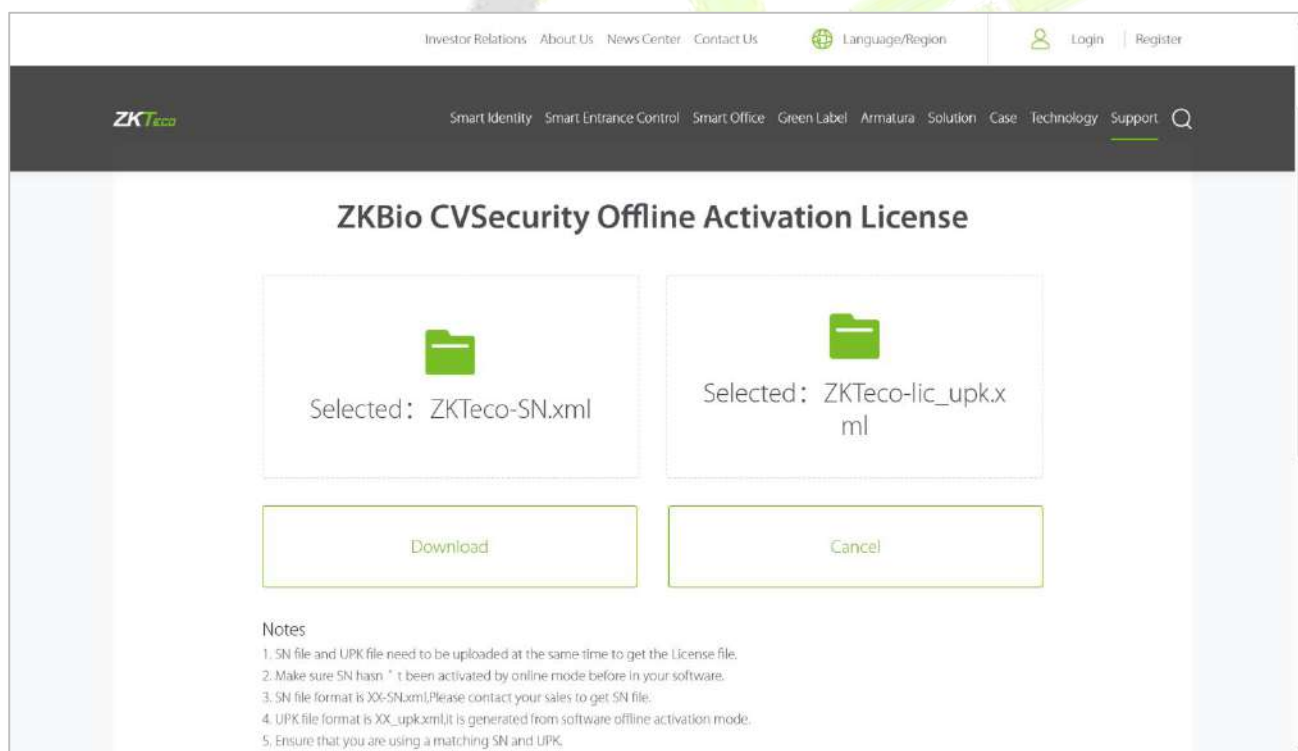 Investor Relations About Us News Center Contact Us Language/Region Login Register
ZKTeco Smart Identity Smart Entrance Control Smart Office Green Label Armatura Solution Case Technology Support
ZKBio CVSecurity Offline Activation License
Selected：ZKTeco-SN.xml
Selected：ZKTeco-lic_upk.x
ml
Download Cancel
Notes
1. SN file and UPK file need to be uploaded at the same time to get the License file.
2. Make sure SN hasn ’ t been activated by online mode before in your software.
3. SN file format is XX-SN.xml,Please contact your sales to get SN file.
4. UPK file format is XX_upk.xml,it is generated from software offline activation mode.
5. Ensure that you are using a matching SN and UPK.